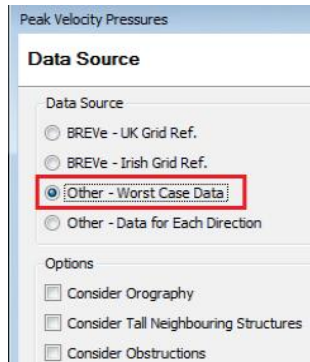 Peak Velocity Pressures
Data Source
Data Source
BREVe - UK Grid Ref.
BREVe - Irish Grid Ref.
Other - Worst Case Data
Other - Data for Each Direction
Options
Consider Orography
Consider Tall Neighbouring Structures
Consider Obstructions